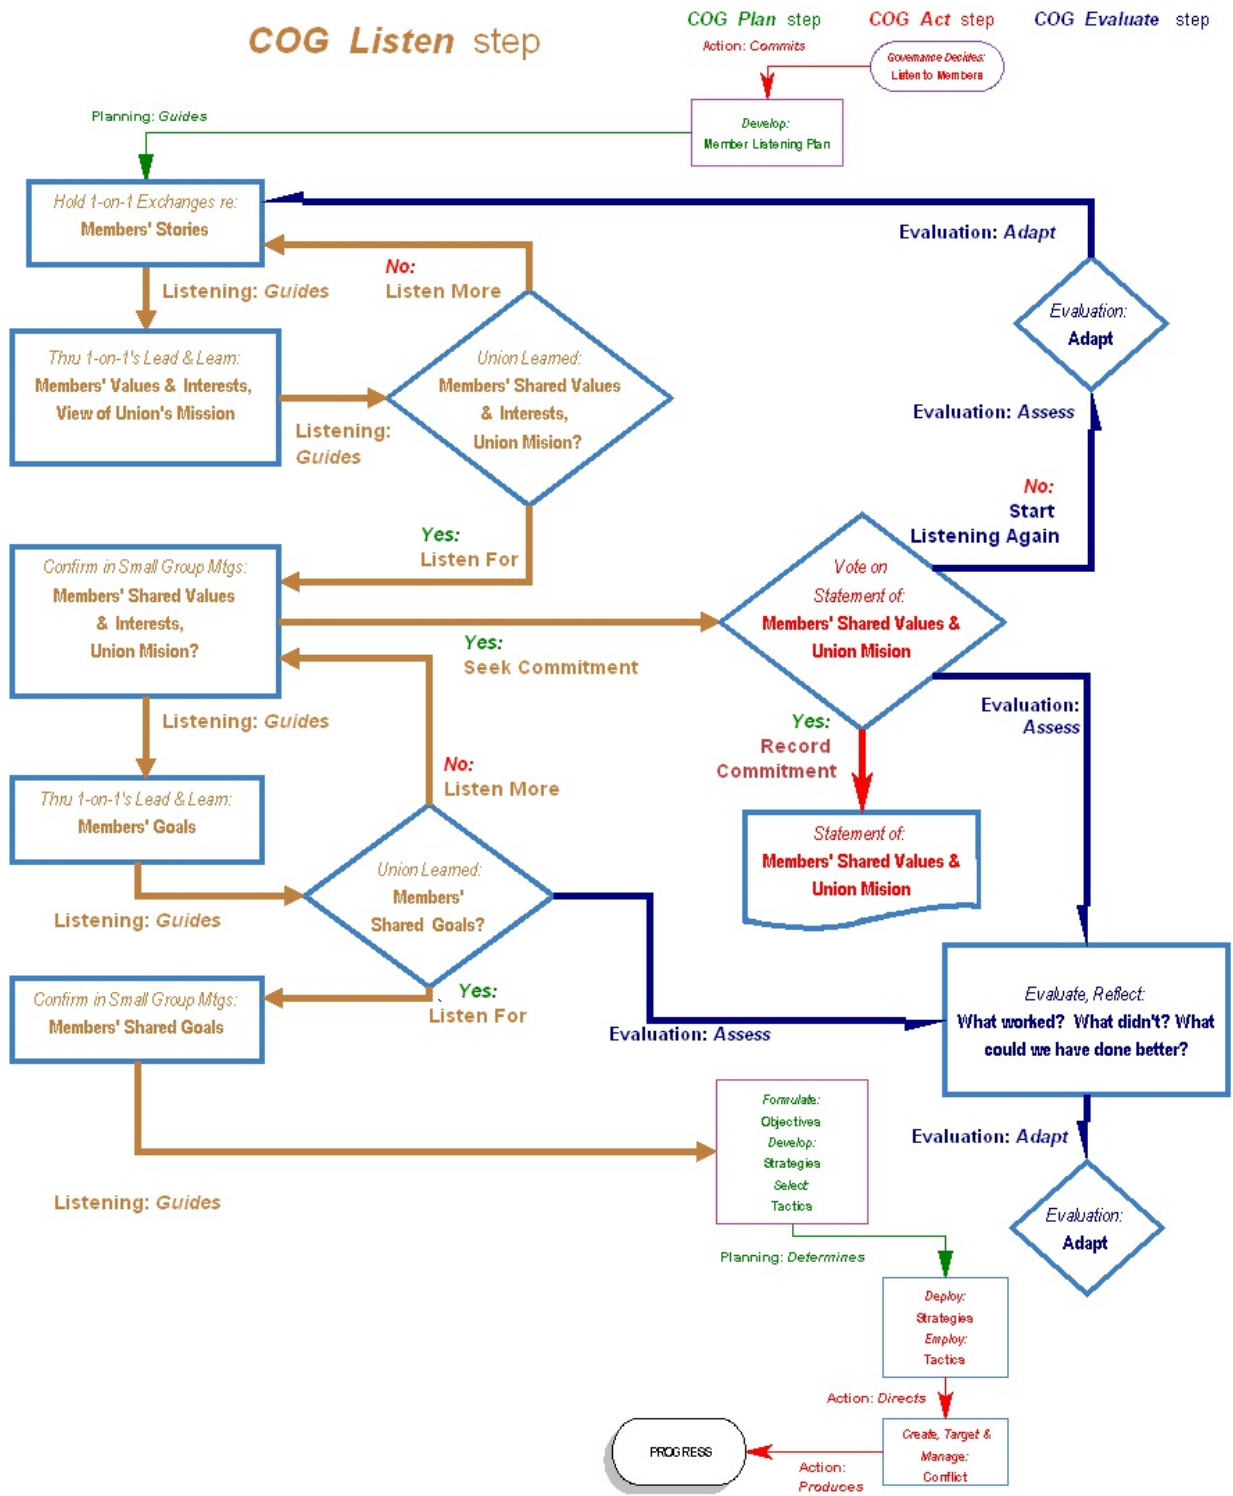 COG Listen step
COG Plan step
COG Act step
COG Evaluate step
Action: Commits
Governance Decides:
Listen to Members
Planning: Guides
Develop:
Member Listening Plan
Hold 1-on-1 Exchanges re:
Members' Stories
Evaluation: Adapt
No:
Listen More
Listening: Guides
Evaluation:
Adapt
Thru 1-on-1's Lead & Learn:
Members' Values & Interests,
View of Union's Mission
Union Learned:
Members' Shared Values
& Interests,
Union Mision?
Evaluation: Assess
Listening:
Guides
No:
Start
Listening Again
Yes:
Listen For
Confirm in Small Group Mtgs:
Members' Shared Values
& Interests,
Union Mision?
Vote on
Statement of:
Members' Shared Values &
Union Mision
Yes:
Seek Commitment
Evaluation:
Assess
Listening: Guides
Yes:
Record
Commitment
No:
Listen More
Thru 1-on-1's Lead & Learn:
Members' Goals
Statement of:
Members' Shared Values &
Union Mision
Union Learned:
Members'
Shared Goals?
Listening: Guides
Confirm in Small Group Mtgs:
Members' Shared Goals
Yes:
Listen For
Evaluation: Assess
Evaluate, Reflect:
What worked? What didn't? What
could we have done better?
Formulate:
Objectives
Develop:
Strategies
Select:
Tactics
Evaluation: Adapt
Listening: Guides
Evaluation:
Adapt
Planning: Determines
Deploy:
Strategies
Employ:
Tactics
Action: Directs
Create, Target &
Manage:
Conflict
PROGRESS
Action:
Produces